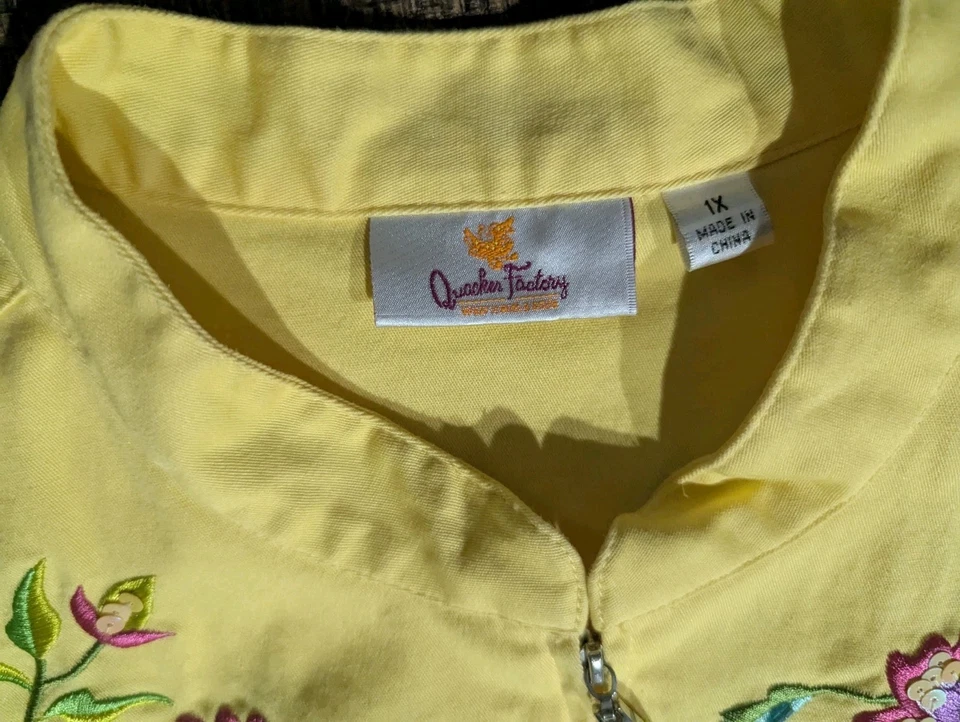 Quacker Factory
1X
MADE IN
CHINA